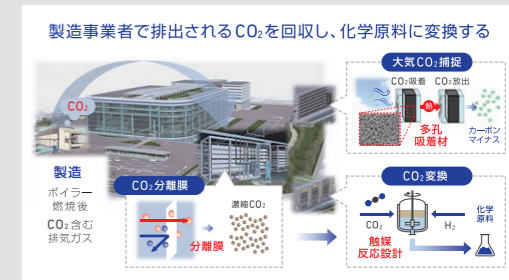 製造事業者で排出されるCO₂を回収し、化学原料に変換する
大気CO₂捕捉
CO₂吸着
CO₂放出
熱
多孔
吸着材
カーボン
マイナス
CO₂
製造
ボイラー
燃焼後
CO₂含む
排気ガス
CO₂分離膜
濃縮CO₂
分離膜
CO₂変換
CO₂
H₂
化学
原料
触媒
反応設計